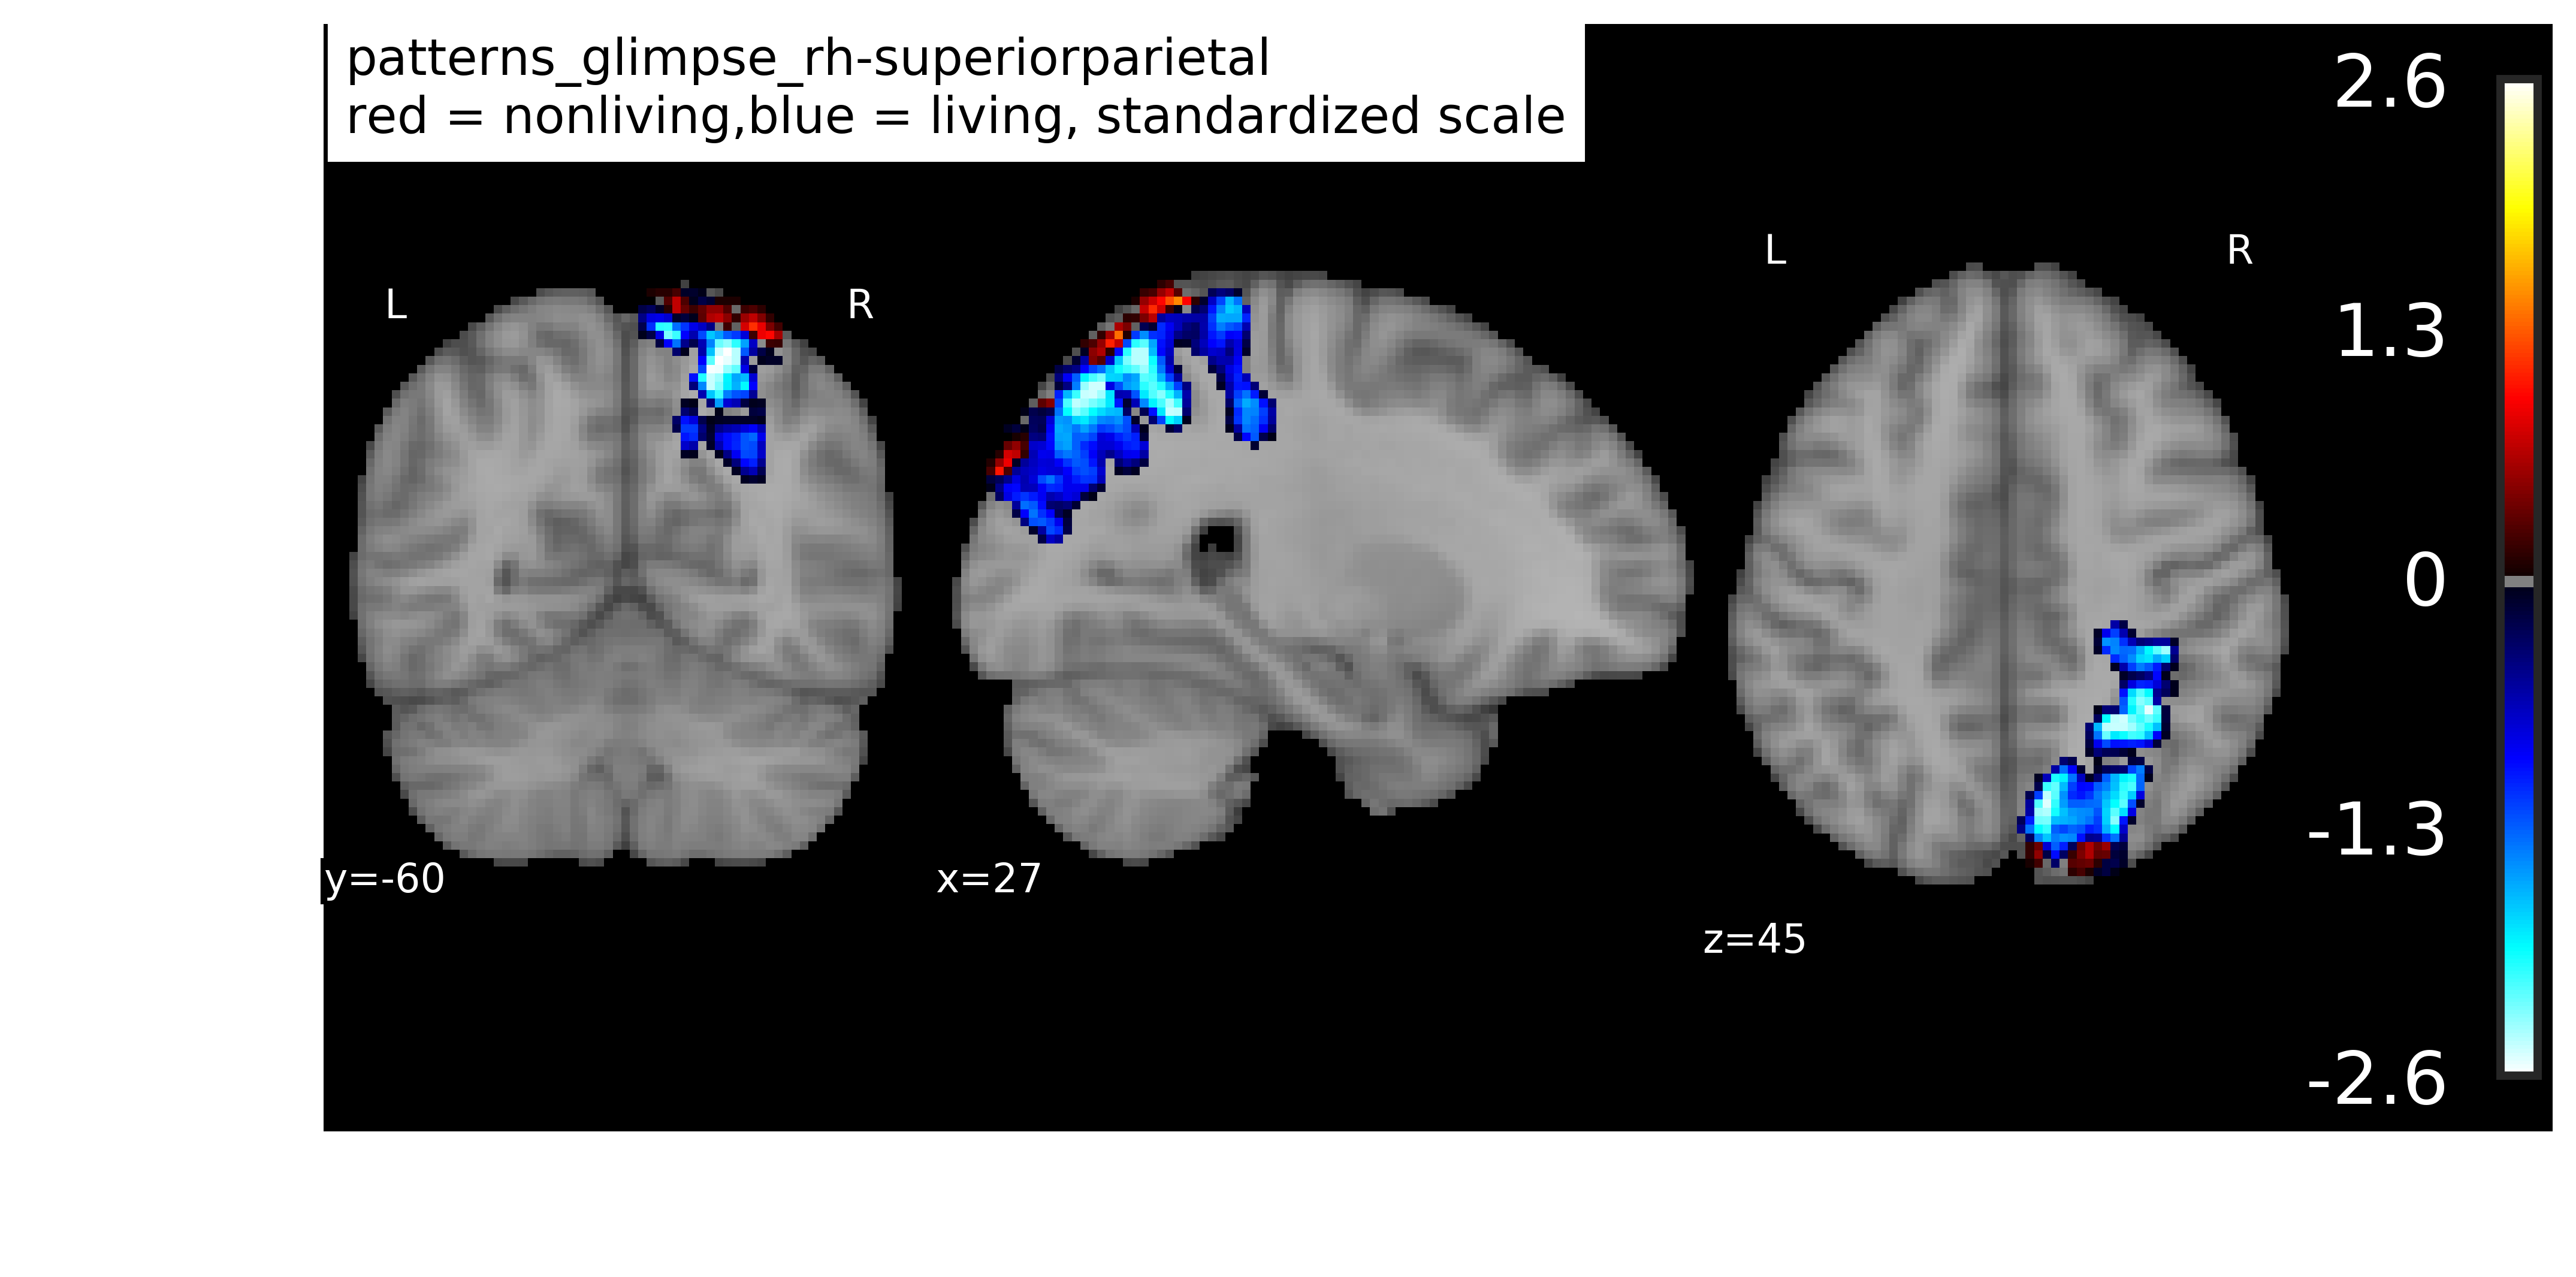 patterns_glimpse_rh-superiorparietal
red = nonliving,blue = living, standardized scale
2.6
1.3
0
-1.3
-2.6
L R
L R
y=-60
x=27
z=45